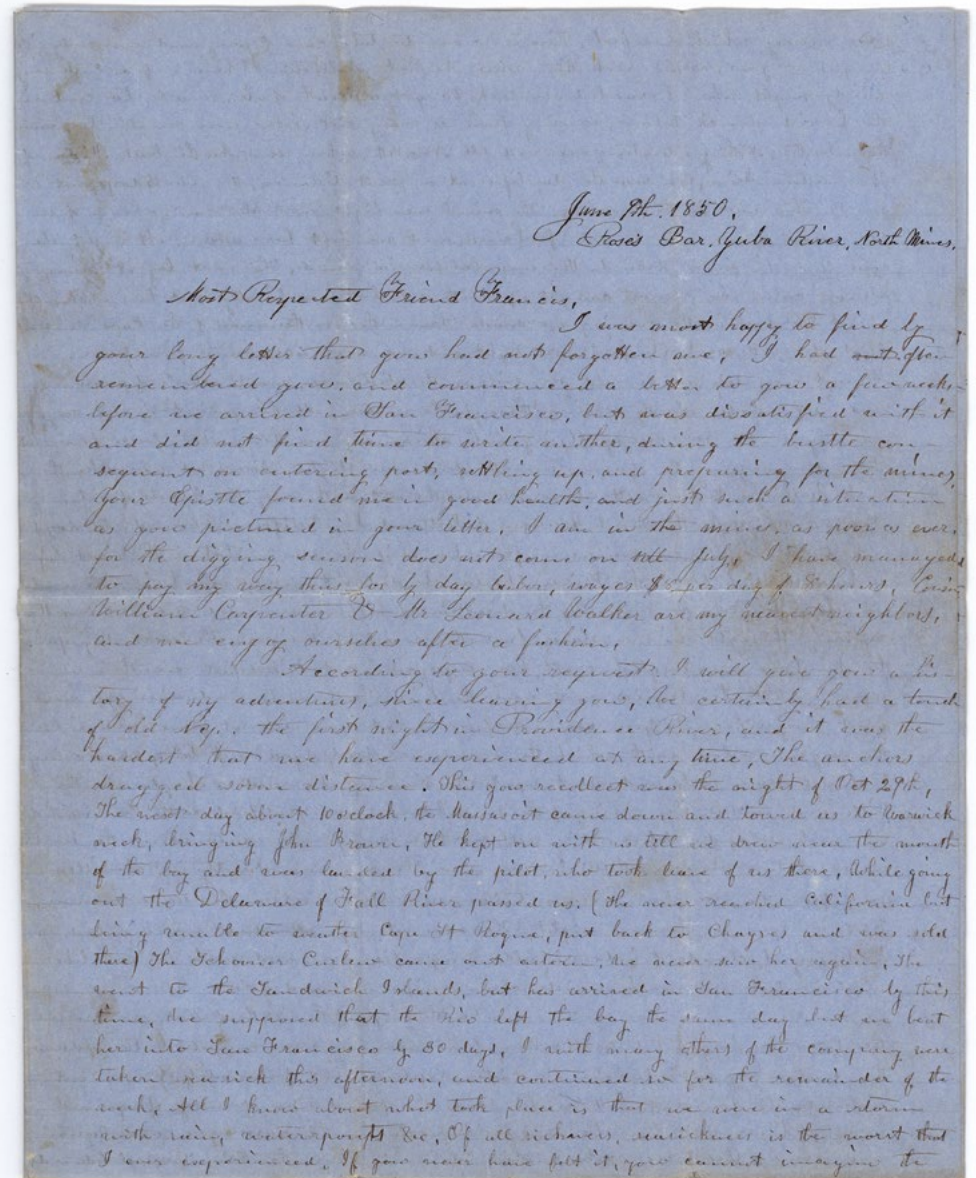 June 9th. 1850.
Rose's Bar, Yuba River, North Mines.
Most Respected Friend Francis,
I was most happy to find by
your long letter that you had not forgotten me, I had often
remembered you, and commenced a letter to you a few weeks
before we arrived in San Francisco, but was dissatisfied with it
and did not find time to write another, during the bustle con-
sequent on entering port, settling up, and preparing for the mines,
Your Epistle found me in good health, and just such a situation
as you pictured in your letter. I am in the mines, as poor as ever,
for the digging season does not come on till July, I have managed
to pay my way thus far by day labor, wages $8 per day of 8 hours, Cousin
William Carpenter & Mr Leonard Walker are my nearest neighbors,
and we enjoy ourselves after a fashion,
According to your request I will give you a his-
tory of my adventures, since leaving you, We certainly had a touch
of old Nep. the first night in Providence River, and it was the
hardest that we have experienced at any time, The anchors
dragged some distance. This you recollect was the night of Oct 29th,
The next day about 10 o'clock, the Massasoit came down and towed us to Warwick
neck, bringing John Brown, He kept on with us till we drew near the mouth
of the bay and was landed by the pilot, who took leave of us there, While going
out the Delaware of Fall River passed us. (She never reached California but
being unable to weather Cape St Roque, put back to Chagres and was sold
there) The Schooner Curlew came out astern, we never saw her again, She
went to the Sandwich Islands, but has arrived in San Francisco by this
time, We supposed that the Rio left the bay the same day but we beat
her into San Francisco by 30 days, I with many others of the company were
taken seasick this afternoon, and continued so for the remainder of the
week, All I know about what took place is that we were in a storm
with rain, waterspouts &c, Of all sickness, seasickness is the worst that
I ever experienced, If you never have felt it, you cannot imagine the